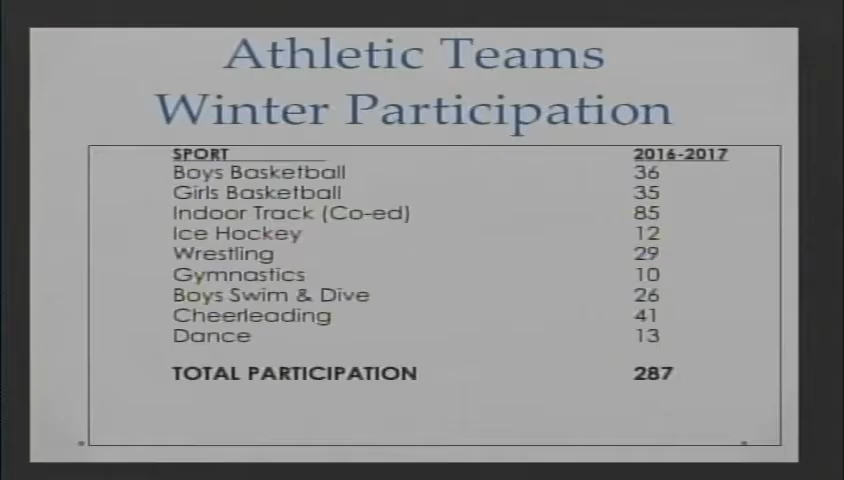 Athletic Teams
Winter Participation
SPORT 2016-2017
Boys Basketball 36
Girls Basketball 35
Indoor Track (Co-ed) 85
Ice Hockey 12
Wrestling 29
Gymnastics 10
Boys Swim & Dive 26
Cheerleading 41
Dance 13
TOTAL PARTICIPATION 287